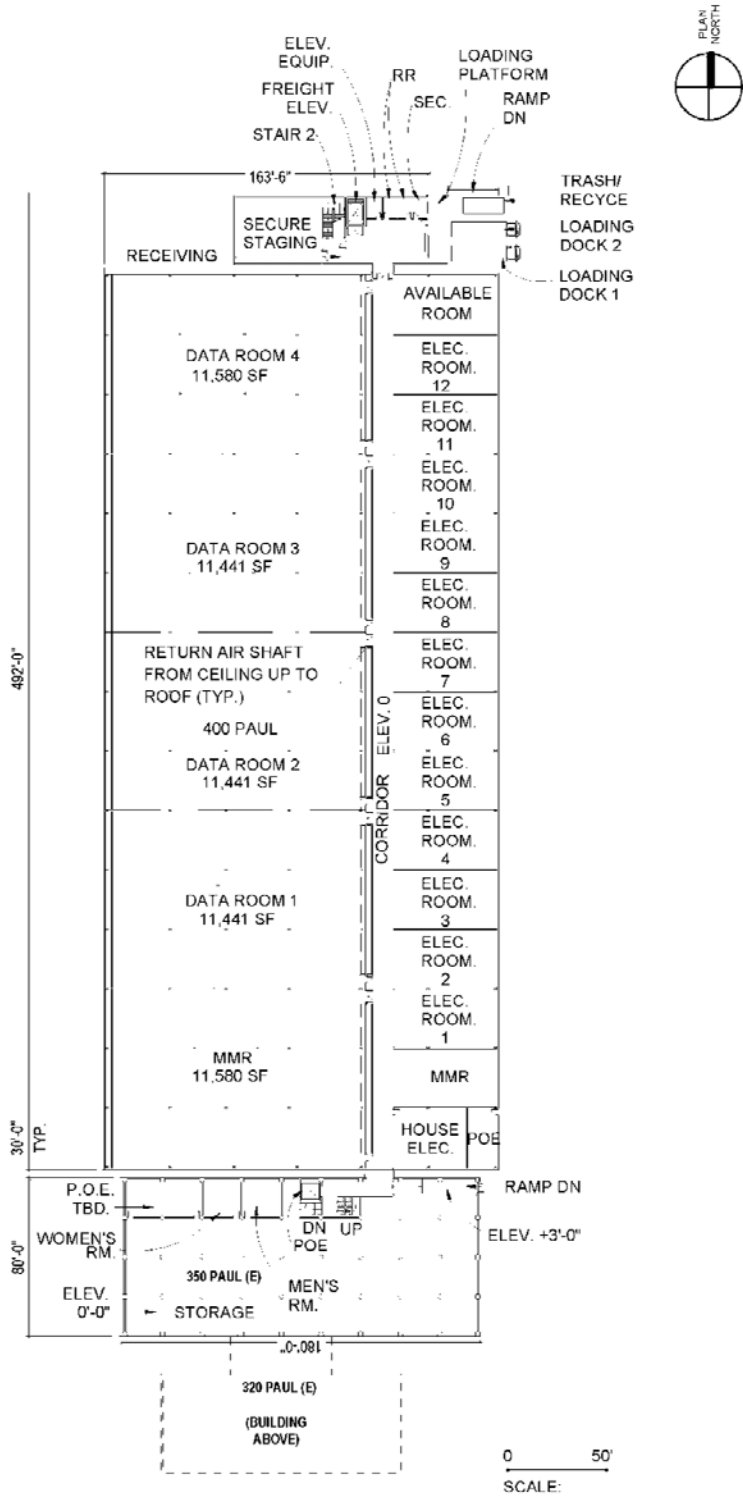 PLAN
NORTH
ELEV.
EQUIP.
FREIGHT
ELEV.
STAIR 2
RR
SEC.
LOADING
PLATFORM
RAMP
DN
163'-6"
TRASH/
RECYCE
LOADING
DOCK 2
LOADING
DOCK 1
SECURE
STAGING
RECEIVING
AVAILABLE
ROOM
DATA ROOM 4
11,580 SF
ELEC.
ROOM.
12
ELEC.
ROOM.
11
ELEC.
ROOM.
10
DATA ROOM 3
11,441 SF
ELEC.
ROOM.
9
ELEC.
ROOM.
8
492'-0"
RETURN AIR SHAFT
FROM CEILING UP TO
ROOF (TYP.)
ELEC.
ROOM.
7
400 PAUL
CORRIDOR ELEV. 0
ELEC.
ROOM.
6
DATA ROOM 2
11,441 SF
ELEC.
ROOM.
5
ELEC.
ROOM.
4
DATA ROOM 1
11,441 SF
ELEC.
ROOM.
3
ELEC.
ROOM.
2
ELEC.
ROOM.
1
MMR
11,580 SF
MMR
30'-0"
TYP.
HOUSE
ELEC.
POE
P.O.E.
TBD.
RAMP DN
WOMEN'S
RM.
DN
POE
UP
ELEV. +3'-0"
80'-0"
350 PAUL (E)
MEN'S
RM.
ELEV.
0'-0"
STORAGE
180'-0"
320 PAUL (E)
(BUILDING
ABOVE)
0 50'
SCALE: